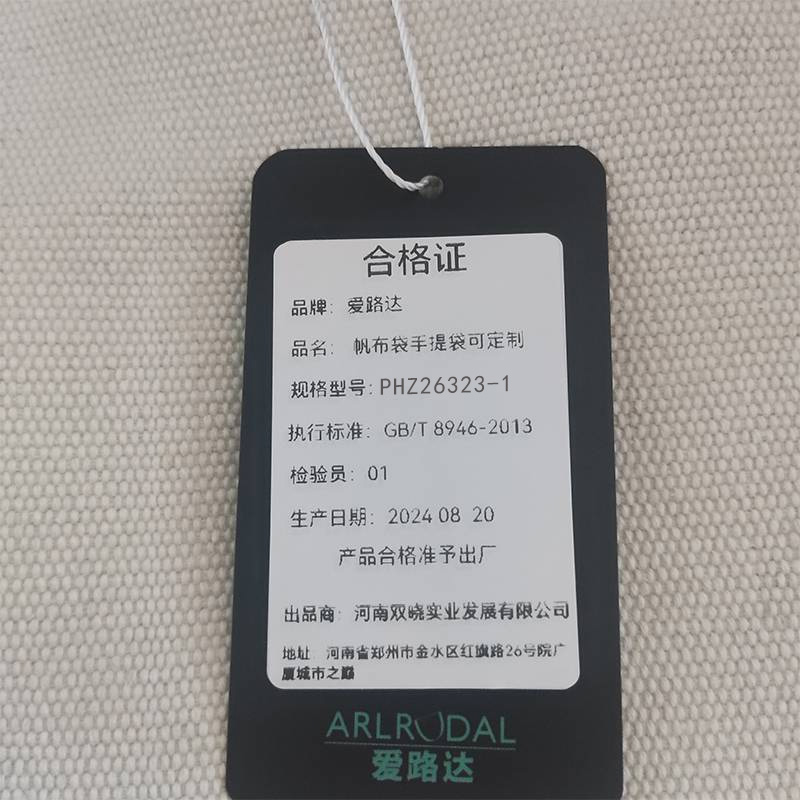 合格证
品牌: 爱路达
品名: 帆布袋手提袋可定制
规格型号: PHZ26323-1
执行标准: GB/T 8946-2013
检验员: 01
生产日期: 2024 08 20
产品合格准予出厂
出品商: 河南双晓实业发展有限公司
地址: 河南省郑州市金水区红旗路26号院广
厦城市之巅
ARLRODAL
爱路达